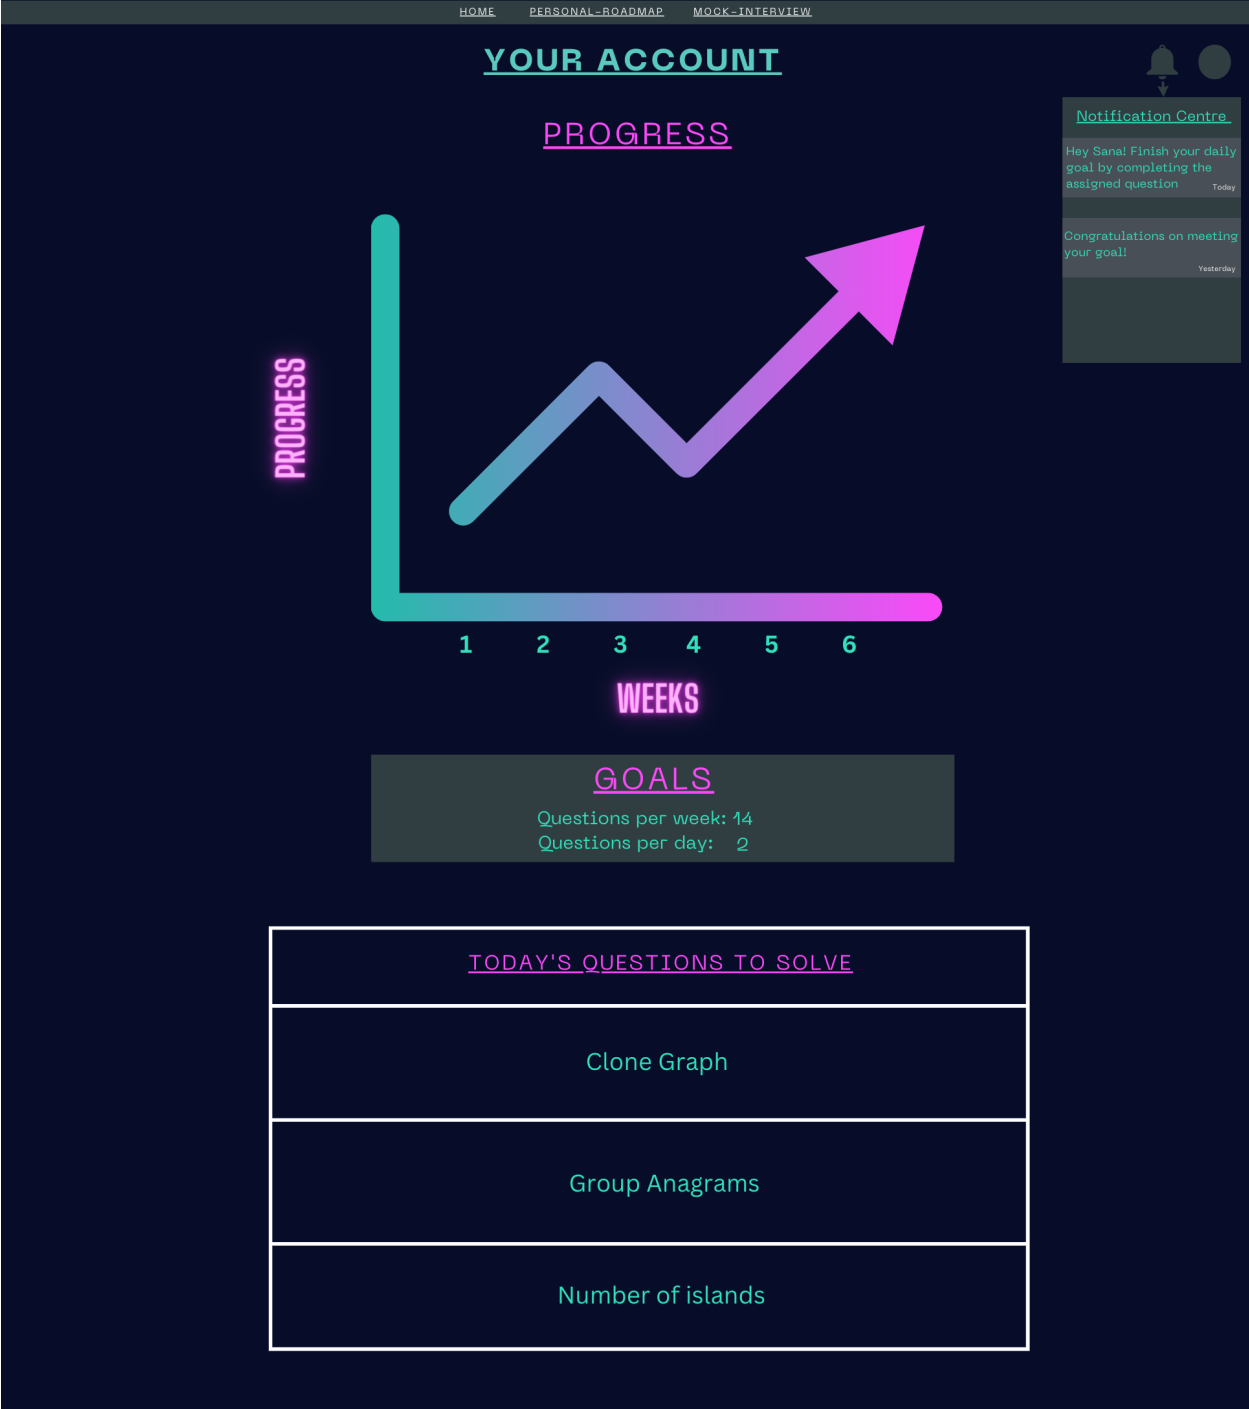 HOME PERSONAL-ROADMAP MOCK-INTERVIEW
YOUR ACCOUNT
PROGRESS
Notification Centre
Hey Sana! Finish your daily
goal by completing the
assigned question
Today
Congratulations on meeting
your goal!
Yesterday
PROGRESS
1 2 3 4 5 6
WEEKS
GOALS
Questions per week: 14
Questions per day: 2
TODAY'S QUESTIONS TO SOLVE
Clone Graph
Group Anagrams
Number of islands